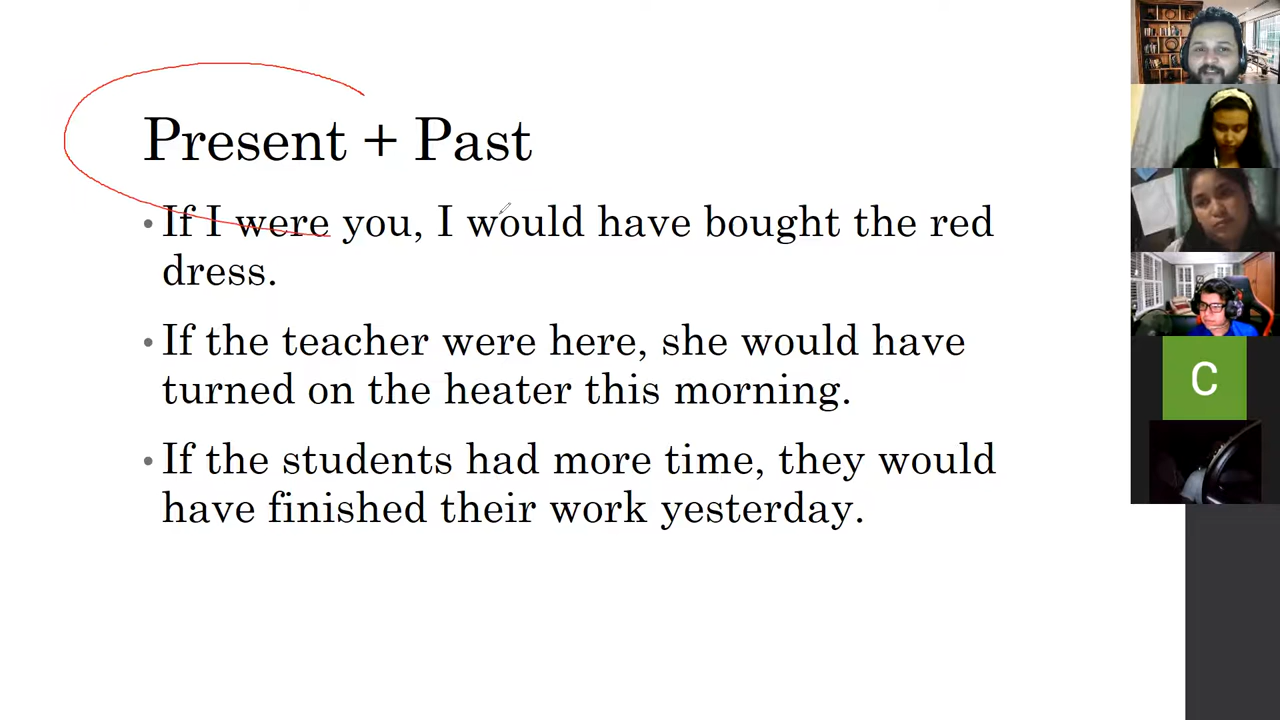 Present + Past
• If I were you, I would have bought the red
dress.
• If the teacher were here, she would have
turned on the heater this morning.
• If the students had more time, they would
have finished their work yesterday.
C